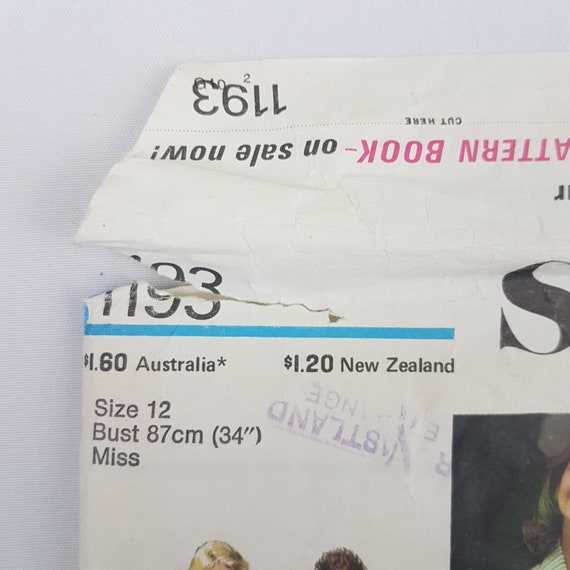 1193
CUT HERE
ATTERN BOOK-on sale now!
1193
S
$1.60 Australia* $1.20 New Zealand
Size 12
Bust 87cm (34")
Miss